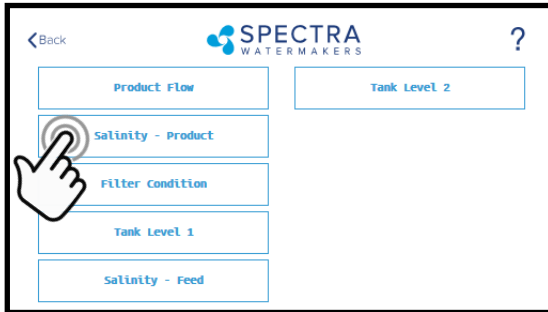 Back
SPECTRA
WATERMAKERS
?
Product Flow
Tank Level 2
Salinity - Product
Filter Condition
Tank Level 1
Salinity - Feed